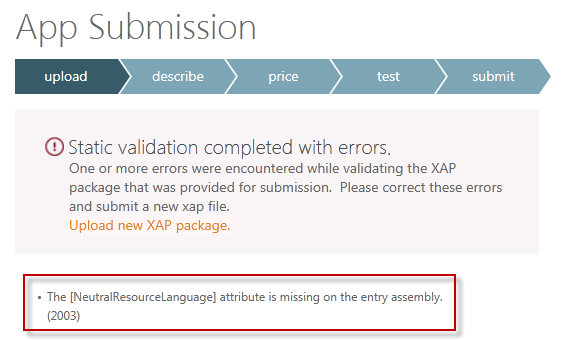 App Submission
upload describe price test submit
Static validation completed with errors.
One or more errors were encountered while validating the XAP
package that was provided for submission. Please correct these errors
and submit a new xap file.
Upload new XAP package.
• The [NeutralResourceLanguage] attribute is missing on the entry assembly.
(2003)